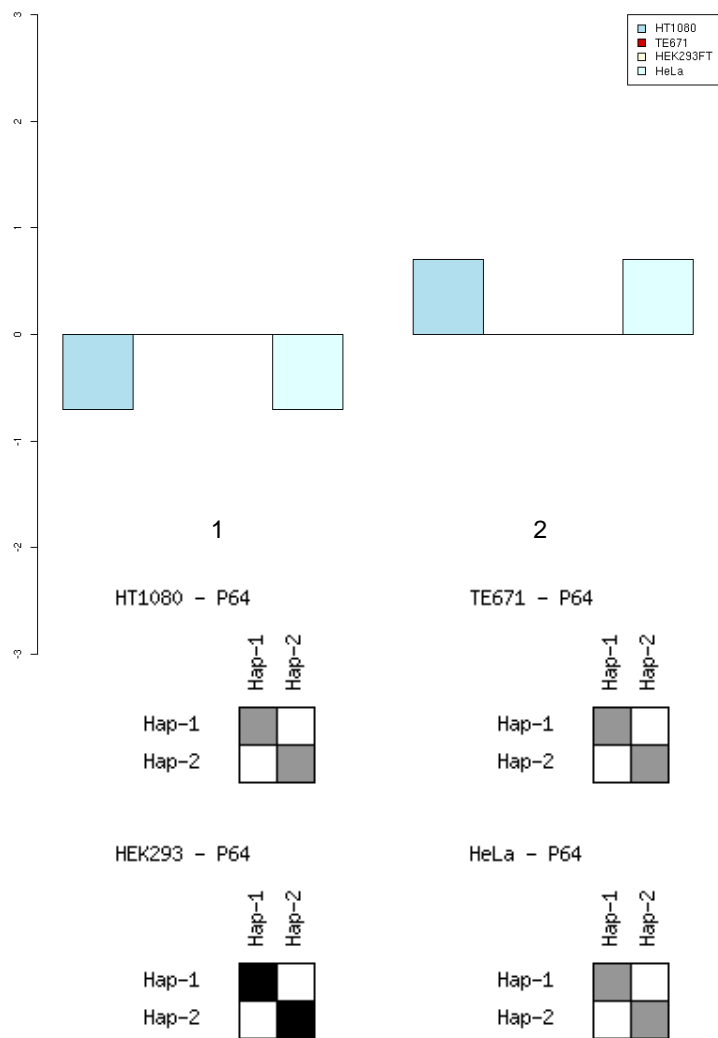 3
HT1080
TE671
HEK293FT
HeLa
2
1
0
-1
-2
-3
1 2
HT1080 - P64 TE671 - P64
Hap-1 Hap-2 Hap-1 Hap-2
Hap-1 Hap-1
Hap-2 Hap-2
HEK293 - P64 HeLa - P64
Hap-1 Hap-2 Hap-1 Hap-2
Hap-1 Hap-1
Hap-2 Hap-2